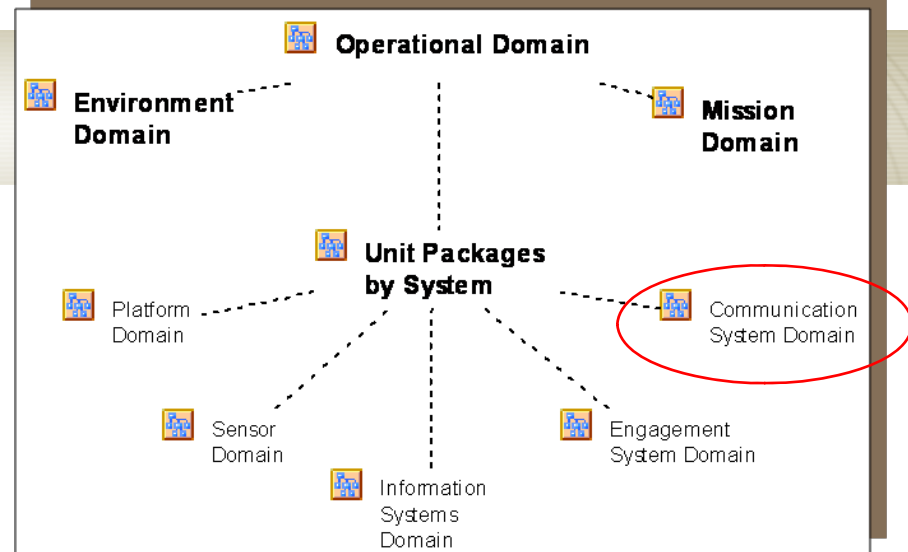 Operational Domain
Environment
Domain
Mission
Domain
Unit Packages
by System
Platform
Domain
Communication
System Domain
Sensor
Domain
Engagement
System Domain
Information
Systems
Domain